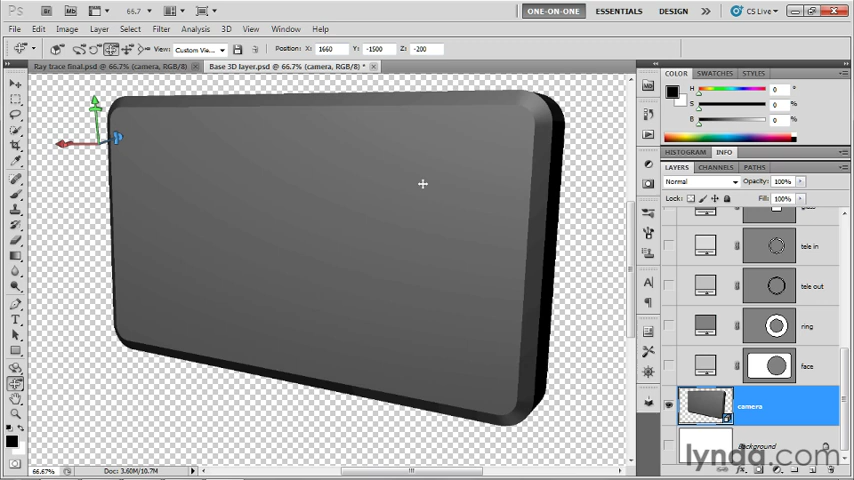 Ps Br Mb 66.7 ONE-ON-ONE ESSENTIALS DESIGN CS Live
File Edit Image Layer Select Filter Analysis 3D View Window Help
View: Custom View... Position: X: 1660 Y: -1500 Z: -200
Ray trace final.psd @ 66.7% (camera, RGB/8) Base 3D layer.psd @ 66.7% (camera, RGB/8) *
COLOR SWATCHES STYLES
H 0 °
S 0 %
B 0 %
HISTOGRAM INFO
LAYERS CHANNELS PATHS
Normal Opacity: 100%
Lock: Fill: 100%
tele in
tele out
ring
face
camera
Background
66.67% Doc: 3.60M/10.7M
lynda.com